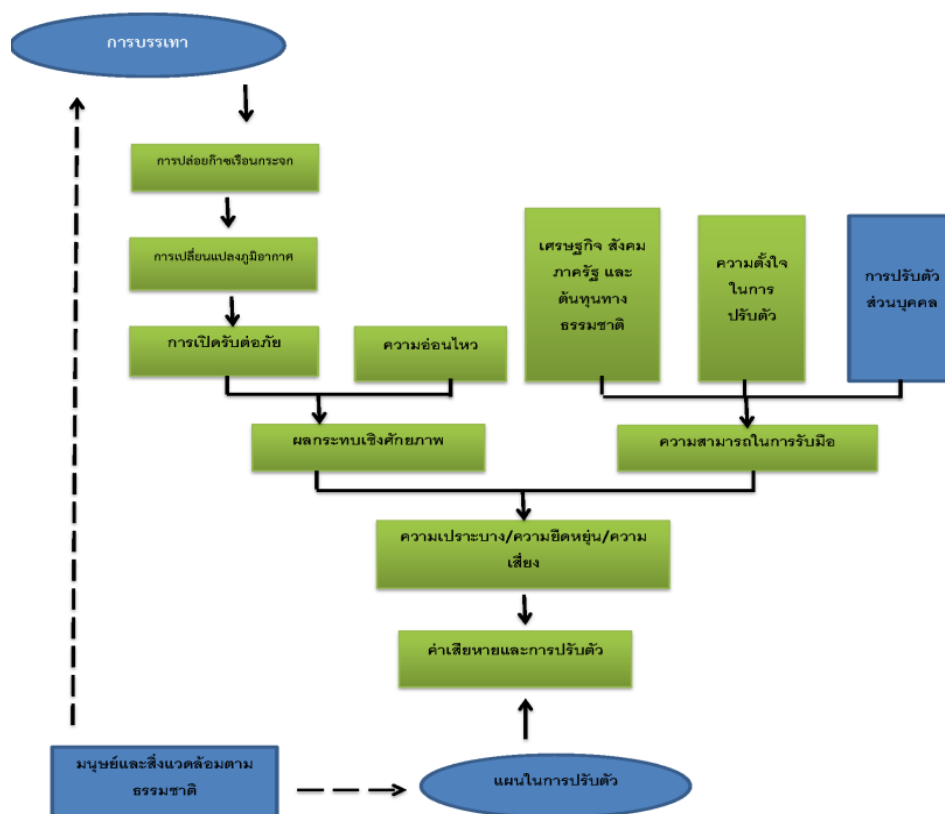 การบรรเทา
การปล่อยก๊าซเรือนกระจก
การเปลี่ยนแปลงภูมิอากาศ
การเปิดรับต่อภัย
ความอ่อนไหว
เศรษฐกิจ สังคม
ภาครัฐ และ
ต้นทุนทาง
ธรรมชาติ
ความตั้งใจ
ในการ
ปรับตัว
การปรับตัว
ส่วนบุคคล
ผลกระทบเชิงศักยภาพ
ความสามารถในการรับมือ
ความเปราะบาง/ความยืดหยุ่น/ความ
เสี่ยง
ค่าเสียหายและการปรับตัว
มนุษย์และสิ่งแวดล้อมตาม
ธรรมชาติ
แผนในการปรับตัว